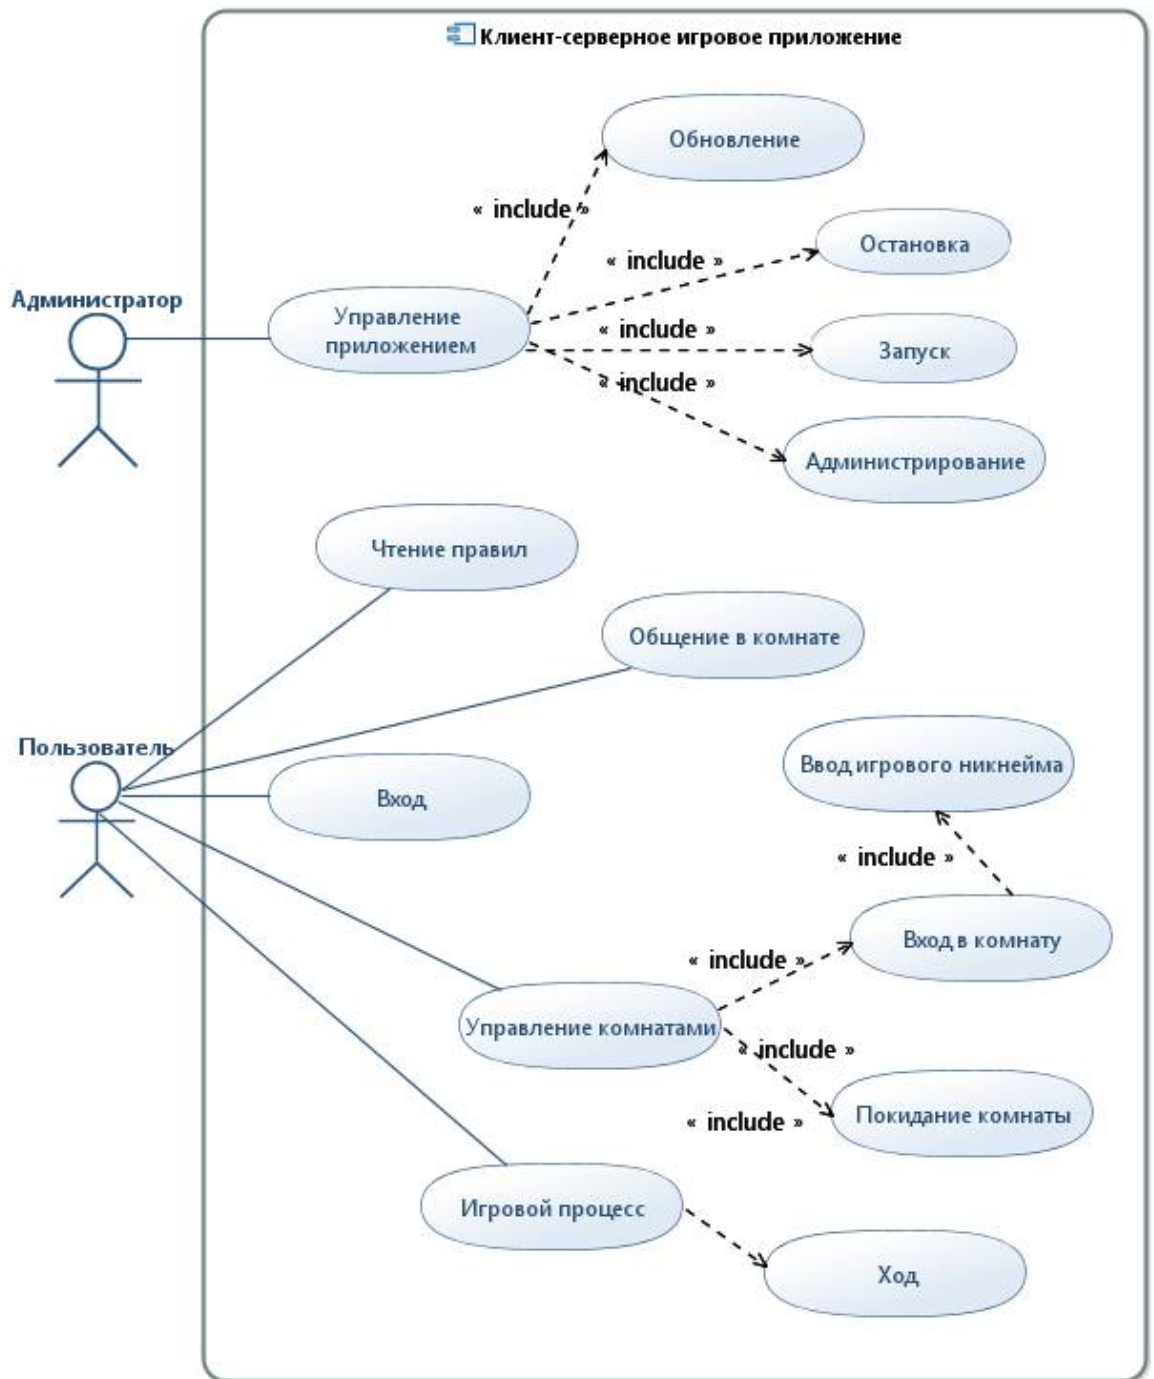 Клиент-серверное игровое приложение
Обновление
« include »
Остановка
« include »
Администратор
Управление
приложением
« include »
Запуск
« include »
Администрирование
Чтение правил
Общение в комнате
Пользователь
Ввод игрового никнейма
Вход
« include »
Вход в комнату
« include »
Управление комнатами
« include »
Покидание комнаты
« include »
Игровой процесс
Ход